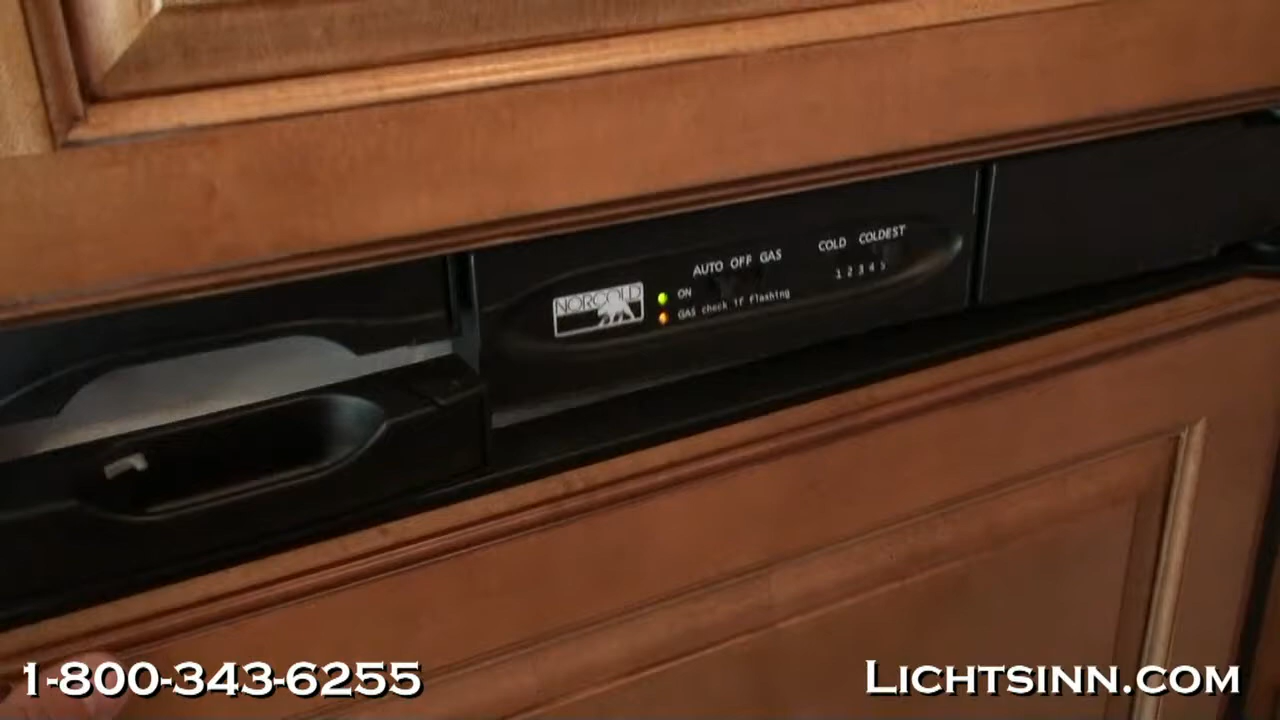 COLD COLDEST
AUTO OFF GAS
1 2 3 4 5
NORCOLD
ON
GAS check if flashing
1-800-343-6255
LICHTSINN.COM